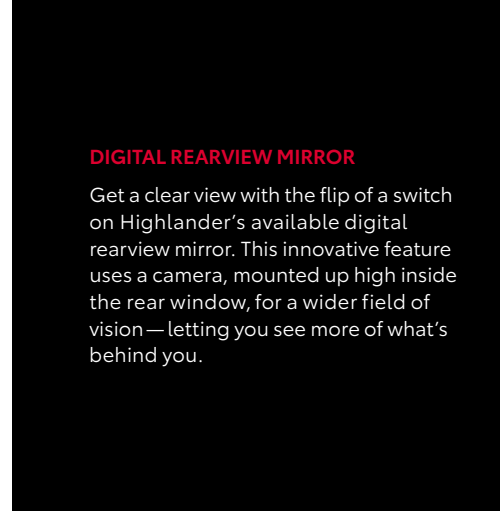 DIGITAL REARVIEW MIRROR
Get a clear view with the flip of a switch
on Highlander’s available digital
rearview mirror. This innovative feature
uses a camera, mounted up high inside
the rear window, for a wider field of
vision — letting you see more of what’s
behind you.